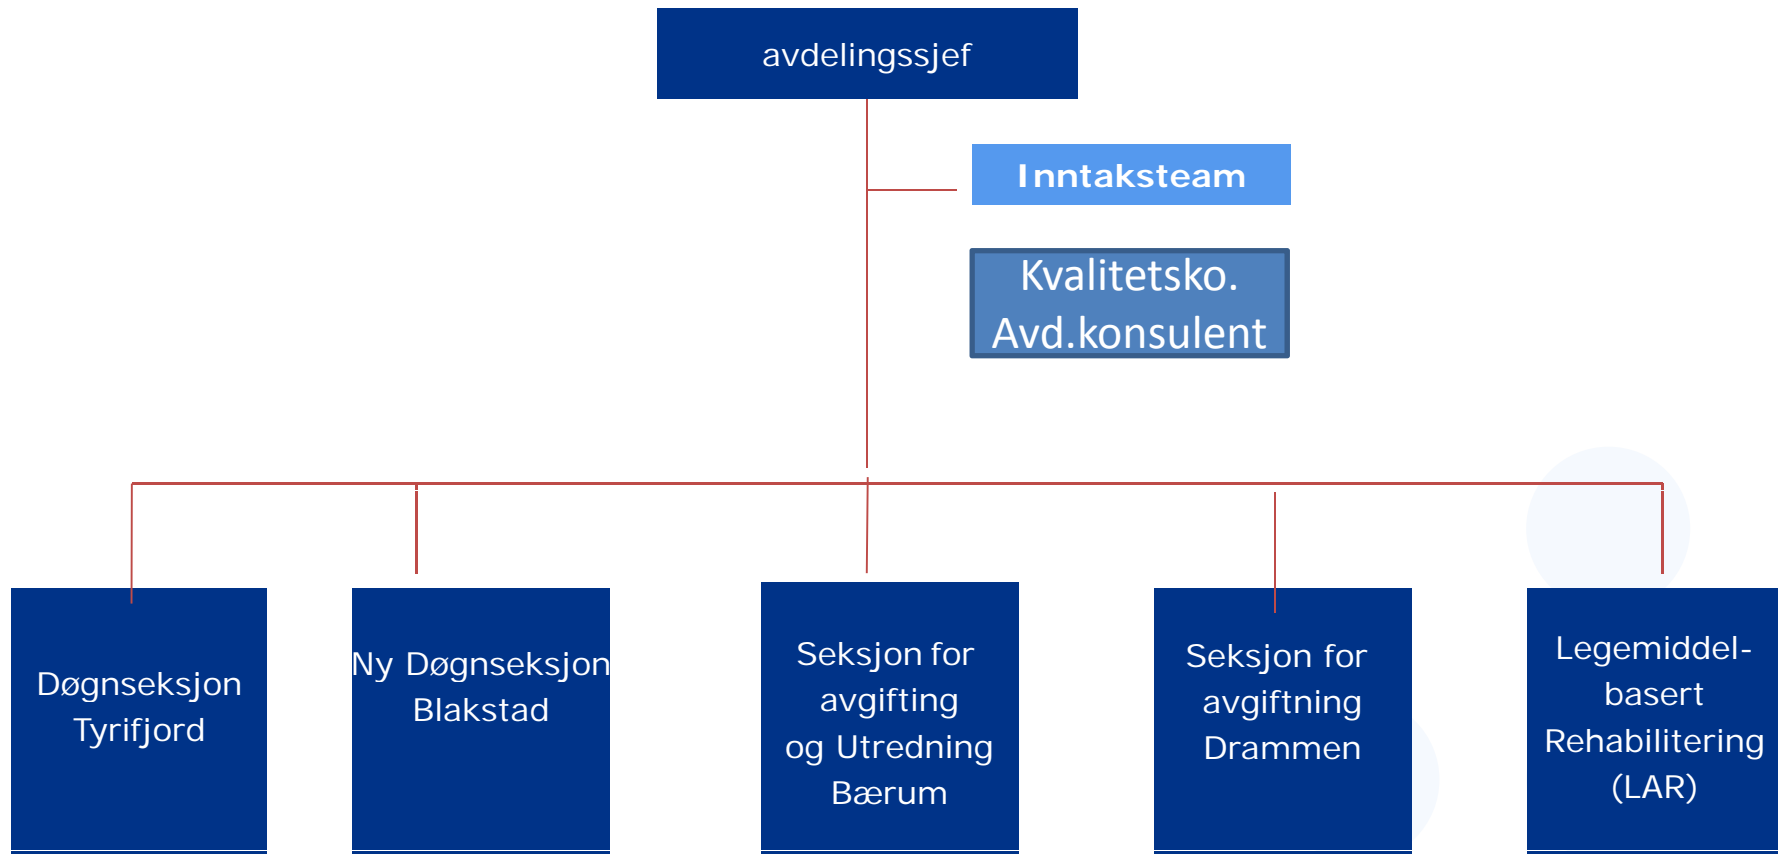 avdelingssjef
Inntaksteam
Kvalitetsko.
Avd.konsulent
Døgnseksjon
Tyrifjord
Ny Døgnseksjon
Blakstad
Seksjon for
avgifting
og Utredning
Bærum
Seksjon for
avgiftning
Drammen
Legemiddel-
basert
Rehabilitering
(LAR)